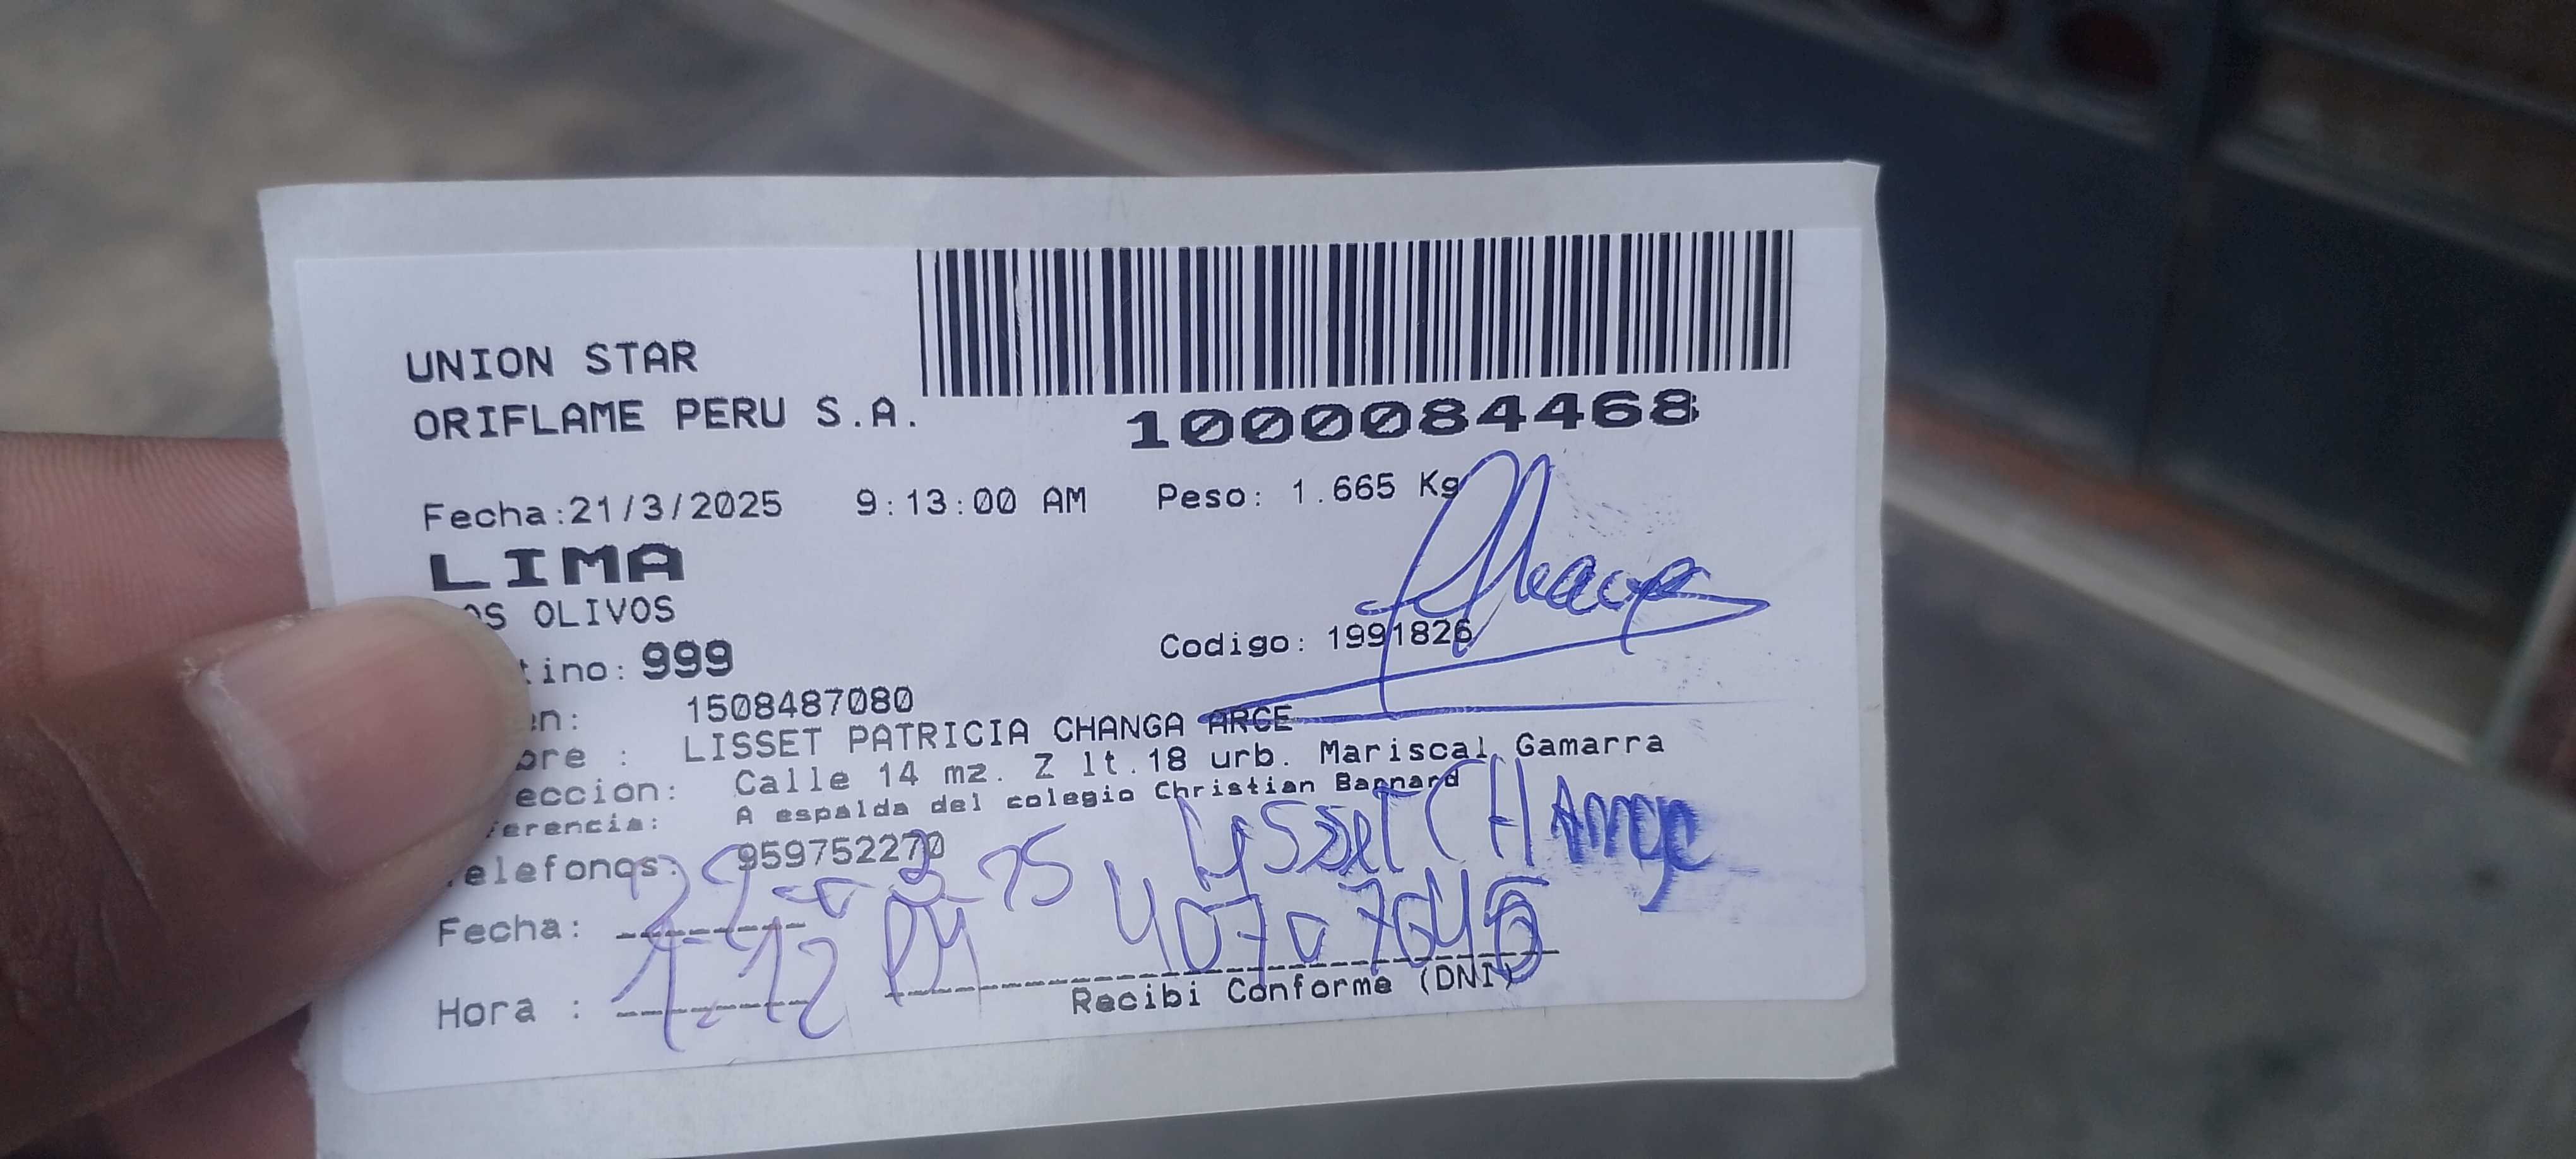 UNION STAR
ORIFLAME PERU S.A.
1000084468
Fecha:21/3/2025 9:13:00 AM Peso: 1.665 Kg
LIMA
OS OLIVOS
tino: 999 Codigo: 1991826
en: 1508487080
bre : LISSET PATRICIA CHANGA ARCE
eccion: Calle 14 mz. Z lt.18 urb. Mariscal Gamarra
erencia: A espalda del colegio Christian Barnard
elefonos: 959752270
Lysset CHAnga
Fecha:
Hora : 1:12 PM
Recibi Conforme (DNI)